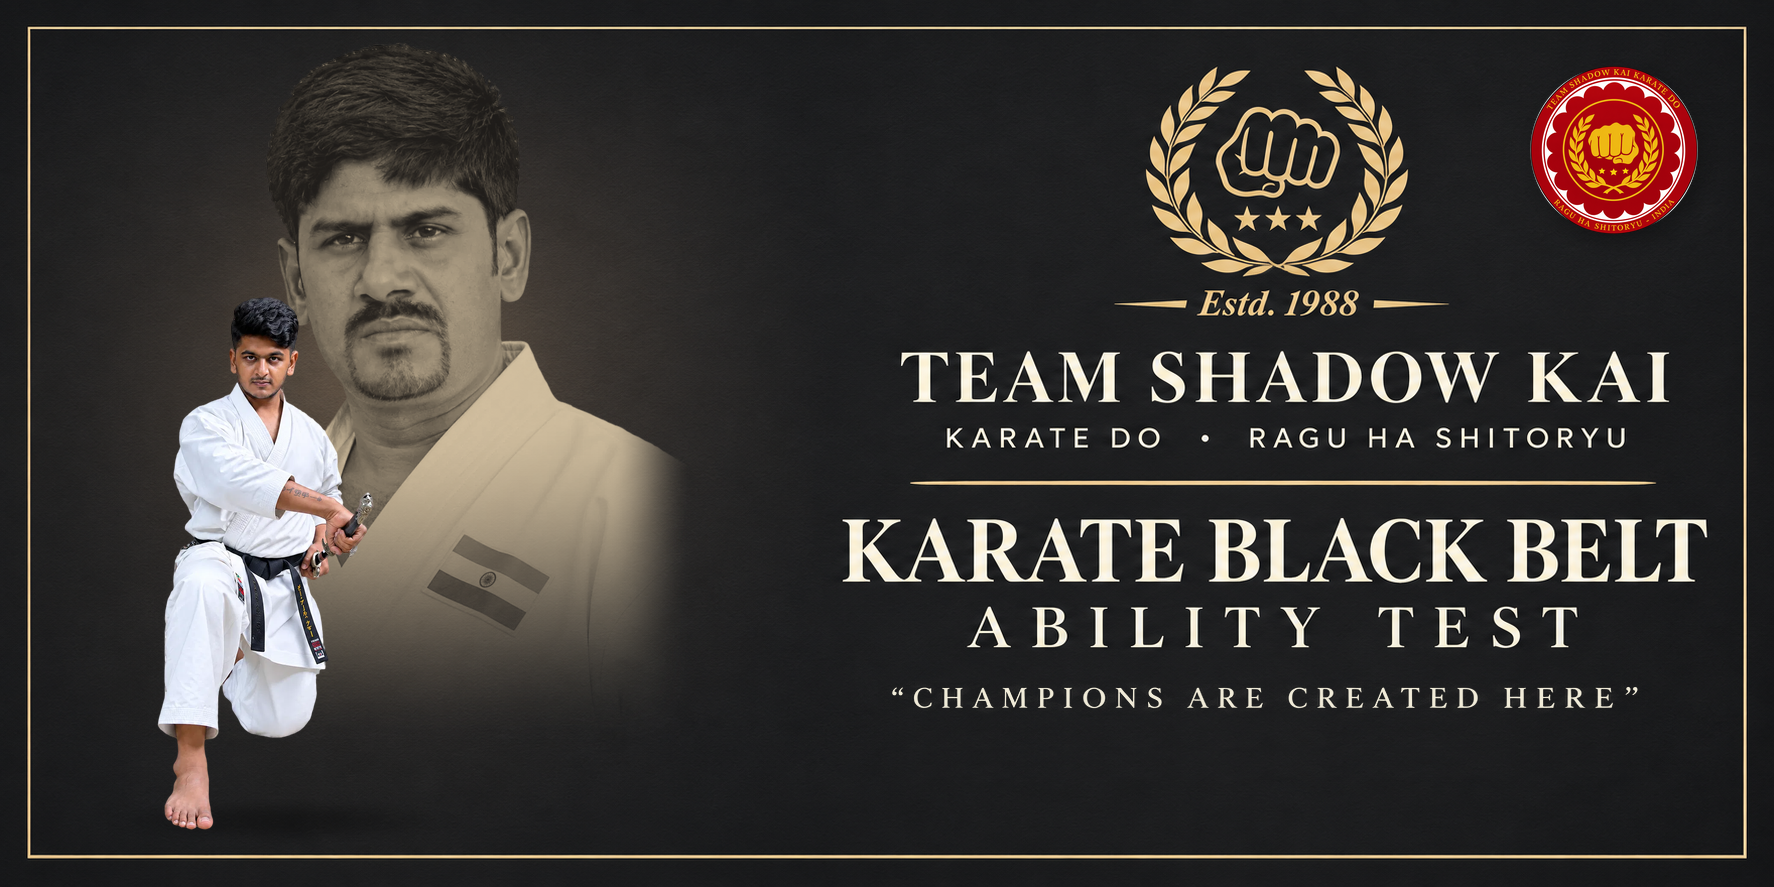 TEAM SHADOW KAI KARATE DO
RAGU HA SHITORYU - INDIA
Estd. 1988
TEAM SHADOW KAI
KARATE DO • RAGU HA SHITORYU
KARATE BLACK BELT
ABILITY TEST
“CHAMPIONS ARE CREATED HERE”